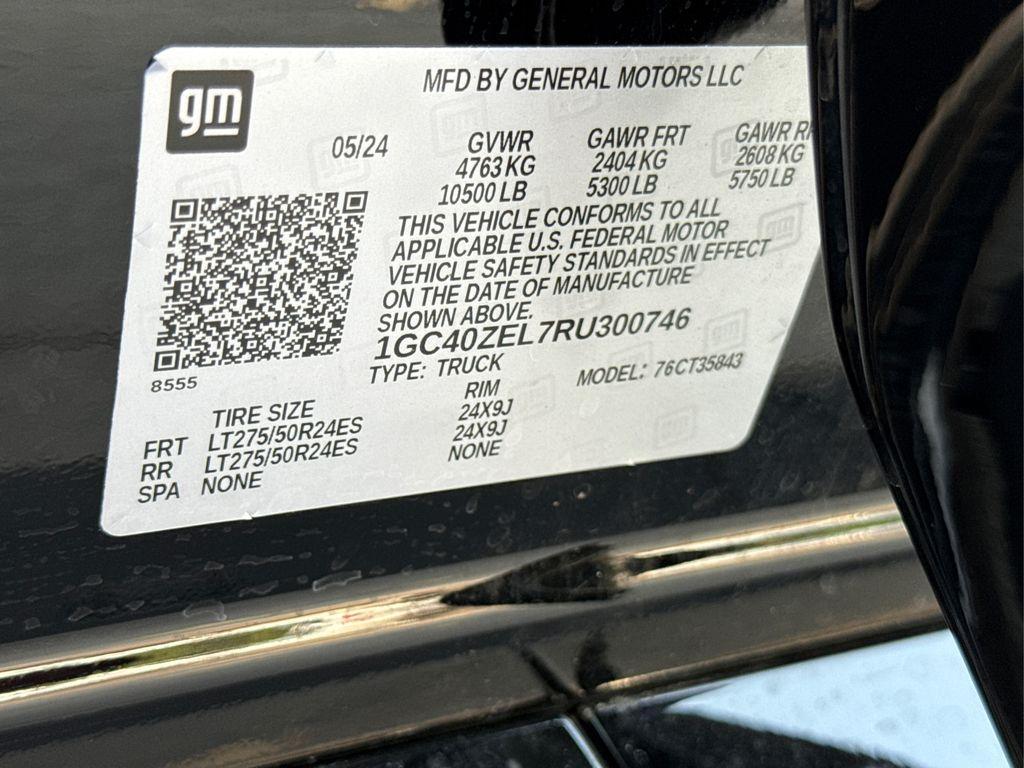 gm
MFD BY GENERAL MOTORS LLC
05/24 GVWR GAWR FRT GAWR
4763 KG 2404 KG 2608 KG
10500 LB 5300 LB 5750 LB
THIS VEHICLE CONFORMS TO ALL
APPLICABLE U.S. FEDERAL MOTOR
VEHICLE SAFETY STANDARDS IN EFFECT
ON THE DATE OF MANUFACTURE
SHOWN ABOVE.
1GC40ZEL7RU300746
TYPE: TRUCK MODEL: 76CT35843
8555
TIRE SIZE RIM
FRT LT275/50R24ES 24X9J
RR LT275/50R24ES 24X9J
SPA NONE NONE